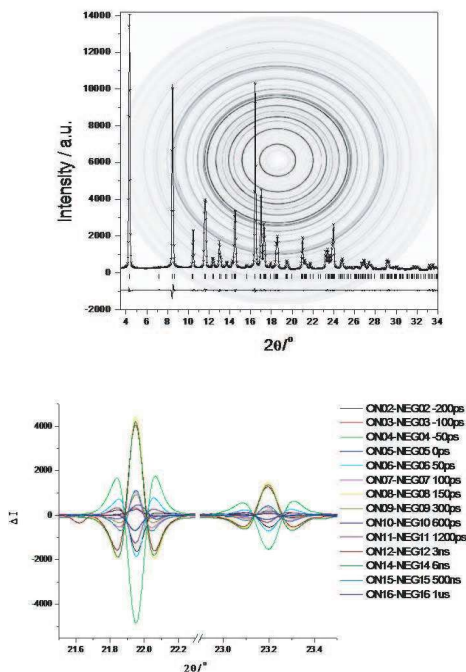 14000
12000
10000
8000
6000
4000
2000
0
-2000
Intensity / a.u.
4 6 8 10 12 14 16 18 20 22 24 26 28 30 32 34
2θ/°
4000
2000
0
-2000
-4000
Δ I
21.8 22.0 22.2 23.0 23.2 23.4
2θ/°
ON02-NEG02 -200ps
ON03-NEG03 -100ps
ON04-NEG04 -50ps
ON05-NEG05 0ps
ON06-NEG06 50ps
ON07-NEG07 100ps
ON08-NEG08 150ps
ON09-NEG09 300ps
ON10-NEG10 600ps
ON11-NEG11 1200ps
ON12-NEG12 3ns
ON14-NEG14 6ns
ON15-NEG15 500ns
ON16-NEG16 1us